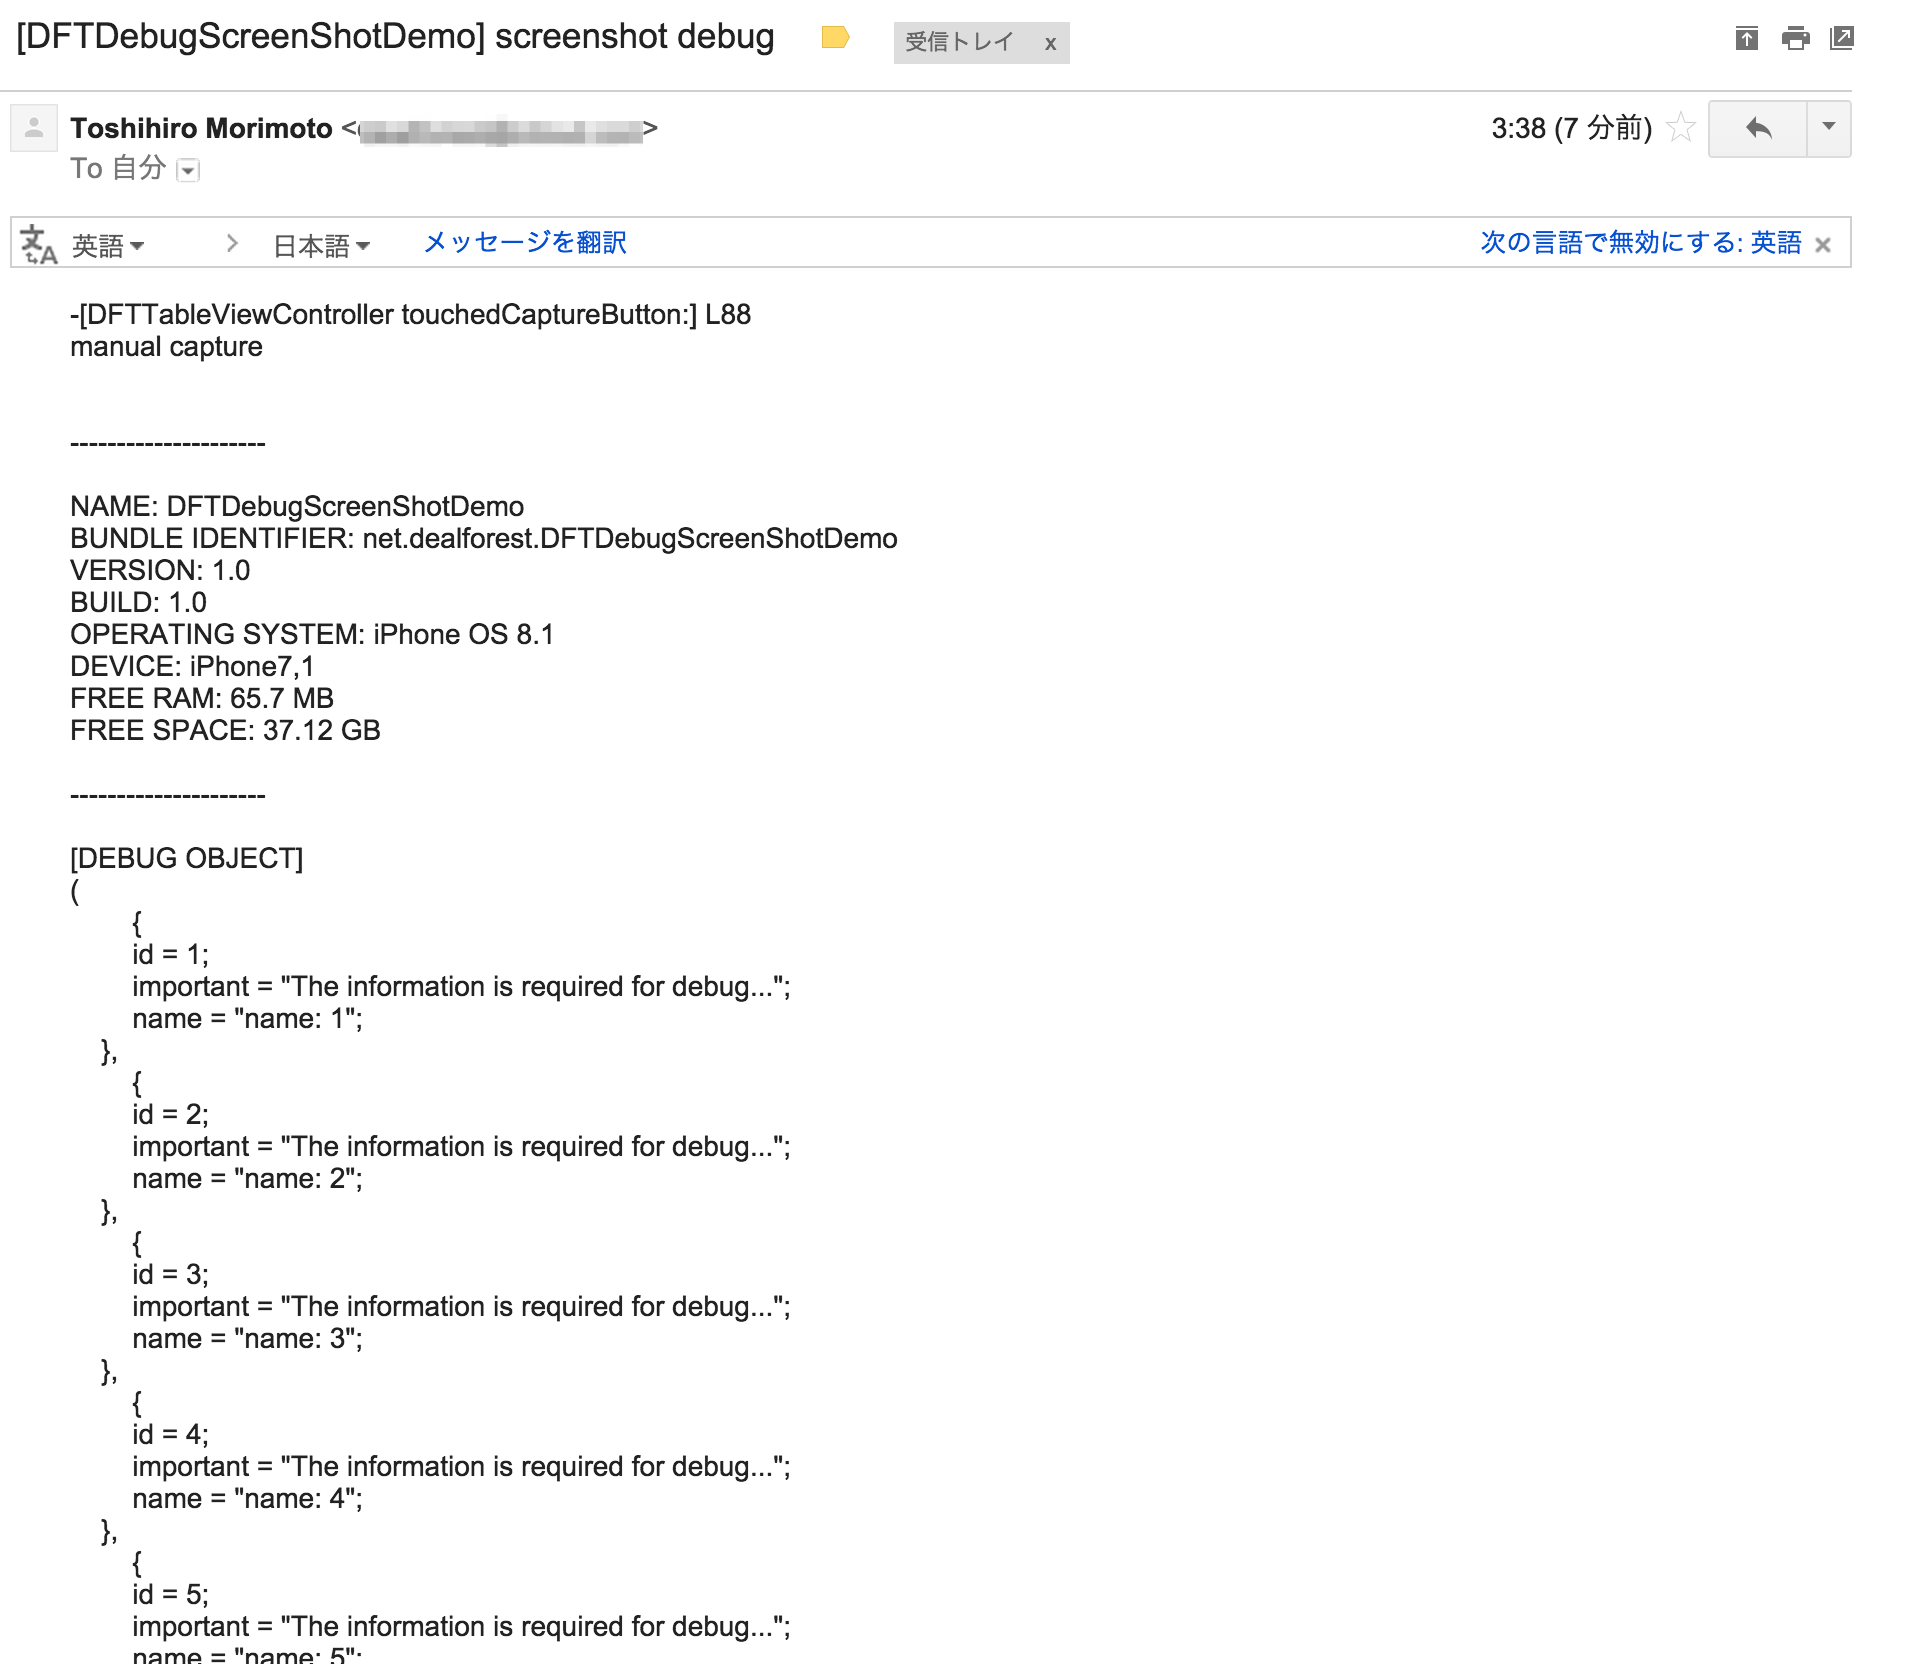 [DFTDebugScreenShotDemo] screenshot debug 受信トレイ x
Toshihiro Morimoto < > 3:38 (7 分前)
To 自分
英語 > 日本語 メッセージを翻訳 次の言語で無効にする: 英語 ×
-[DFTTableViewController touchedCaptureButton:] L88
manual capture
---------------------
NAME: DFTDebugScreenShotDemo
BUNDLE IDENTIFIER: net.dealforest.DFTDebugScreenShotDemo
VERSION: 1.0
BUILD: 1.0
OPERATING SYSTEM: iPhone OS 8.1
DEVICE: iPhone7,1
FREE RAM: 65.7 MB
FREE SPACE: 37.12 GB
---------------------
[DEBUG OBJECT]
(
{
id = 1;
important = "The information is required for debug...";
name = "name: 1";
},
{
id = 2;
important = "The information is required for debug...";
name = "name: 2";
},
{
id = 3;
important = "The information is required for debug...";
name = "name: 3";
},
{
id = 4;
important = "The information is required for debug...";
name = "name: 4";
},
{
id = 5;
important = "The information is required for debug...";
name = "name: 5";